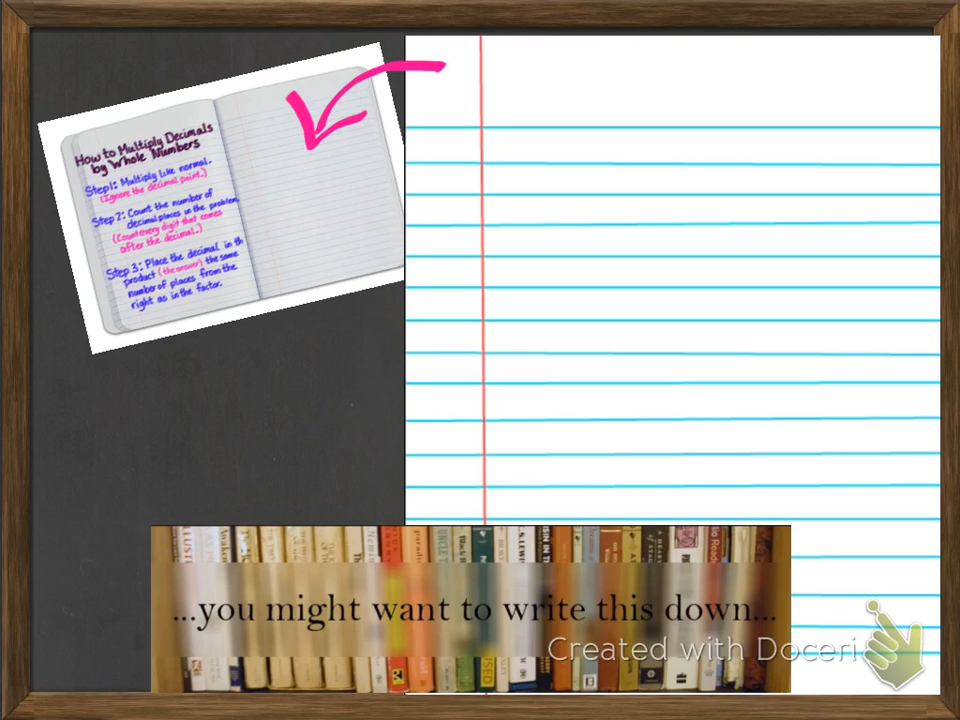 How to Multiply Decimals
by Whole Numbers
Step 1: Multiply like normal.
(Ignore the decimal point.)
Step 2: Count the number of
decimal places in the problem.
(Count every digit that comes
after the decimal.)
Step 3: Place the decimal in th
product (the answer) the same
number of places from the
right as in the factor.
...you might want to write this down...
Created with Doceri